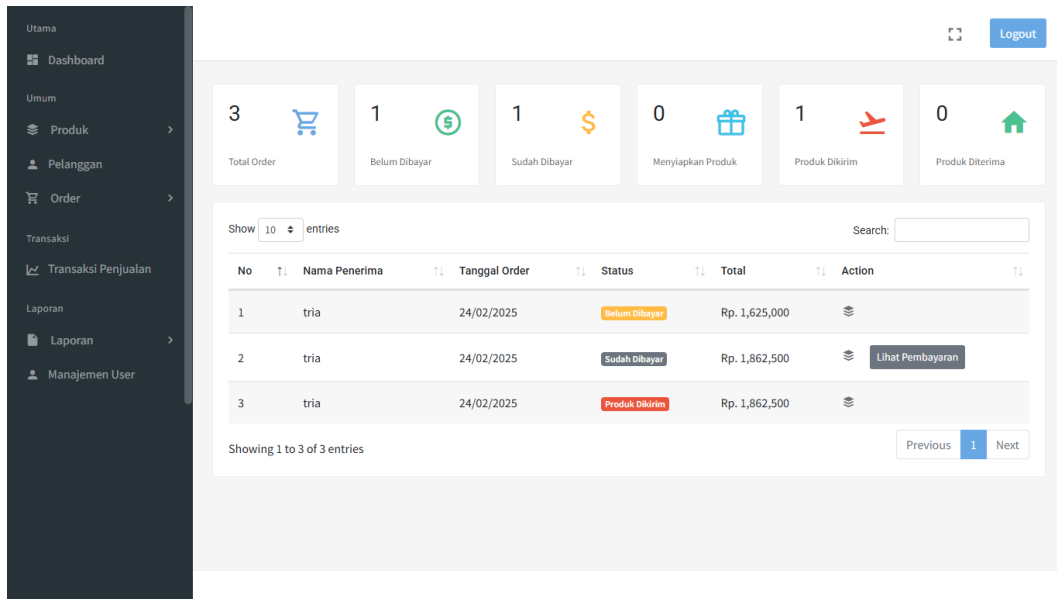 Utama
Dashboard
Umum
Produk
Pelanggan
Order
Transaksi
Transaksi Penjualan
Laporan
Laporan
Manajemen User
Logout
3
Total Order
1
Belum Dibayar
1
Sudah Dibayar
0
Menyiapkan Produk
1
Produk Dikirim
0
Produk Diterima
Show 10 entries
Search:
No Nama Penerima Tanggal Order Status Total Action
1 tria 24/02/2025 Belum Dibayar Rp. 1,625,000
2 tria 24/02/2025 Sudah Dibayar Rp. 1,862,500 Lihat Pembayaran
3 tria 24/02/2025 Produk Dikirim Rp. 1,862,500
Showing 1 to 3 of 3 entries
Previous 1 Next